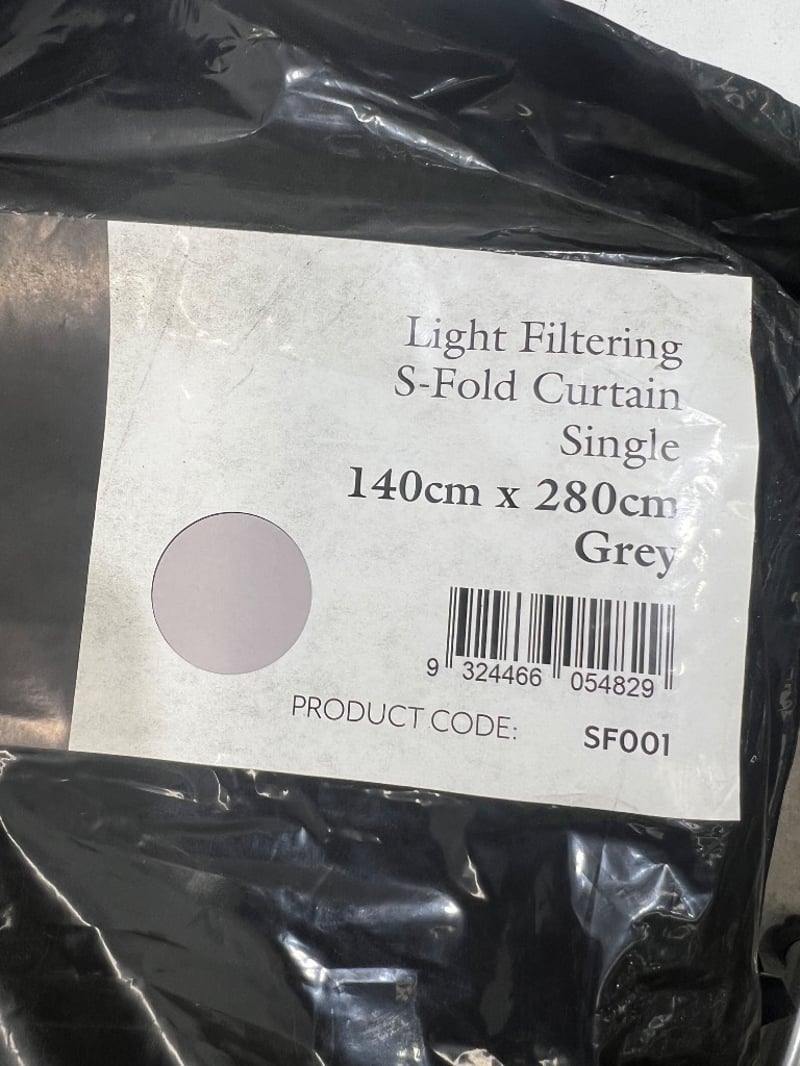 Light Filtering
S-Fold Curtain
Single
140cm x 280cm
Grey
9 324466 054829
PRODUCT CODE: SF001